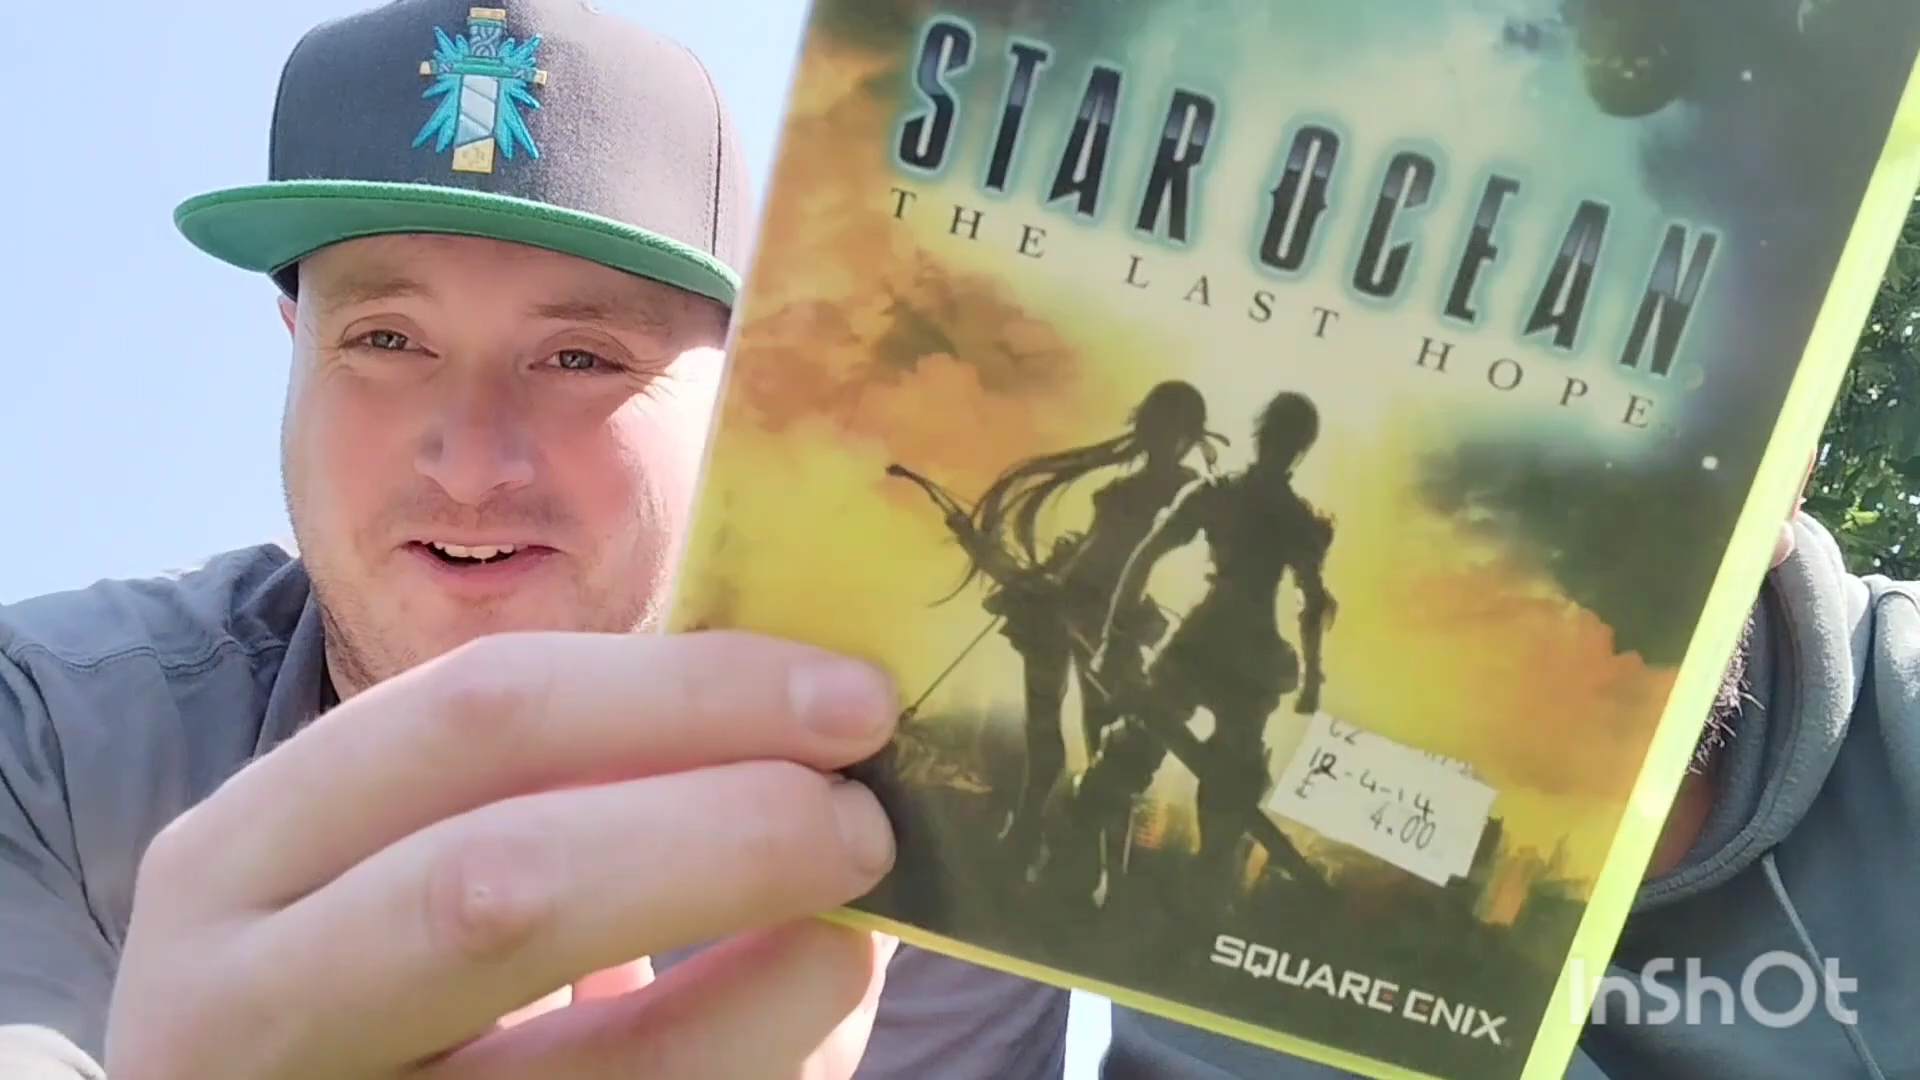 STAR OCEAN
THE LAST HOPE
12-4-14
£ 4.00
SQUARE ENIX
InShOt